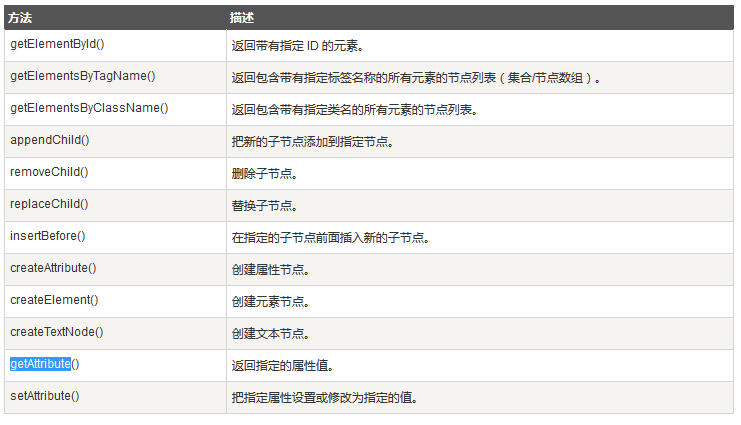 方法 描述
getElementById() 返回带有指定 ID 的元素。
getElementsByTagName() 返回包含带有指定标签名称的所有元素的节点列表（集合/节点数组）。
getElementsByClassName() 返回包含带有指定类名的所有元素的节点列表。
appendChild() 把新的子节点添加到指定节点。
removeChild() 删除子节点。
replaceChild() 替换子节点。
insertBefore() 在指定的子节点前面插入新的子节点。
createAttribute() 创建属性节点。
createElement() 创建元素节点。
createTextNode() 创建文本节点。
getAttribute() 返回指定的属性值。
setAttribute() 把指定属性设置或修改为指定的值。